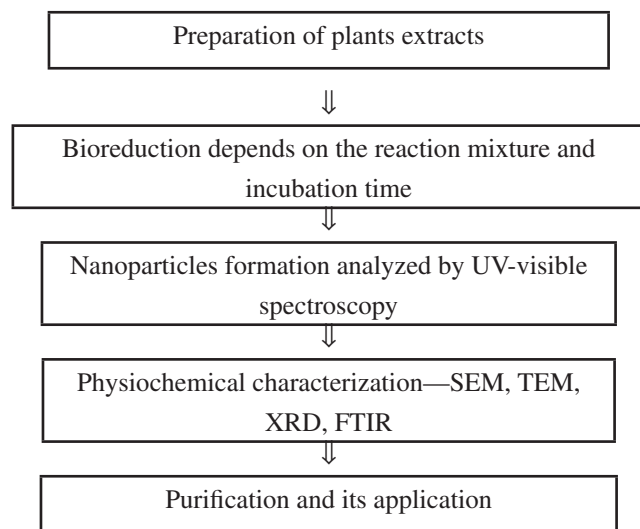 Preparation of plants extracts
⇓
Bioreduction depends on the reaction mixture and
incubation time
⇓
Nanoparticles formation analyzed by UV-visible
spectroscopy
⇓
Physiochemical characterization—SEM, TEM,
XRD, FTIR
⇓
Purification and its application